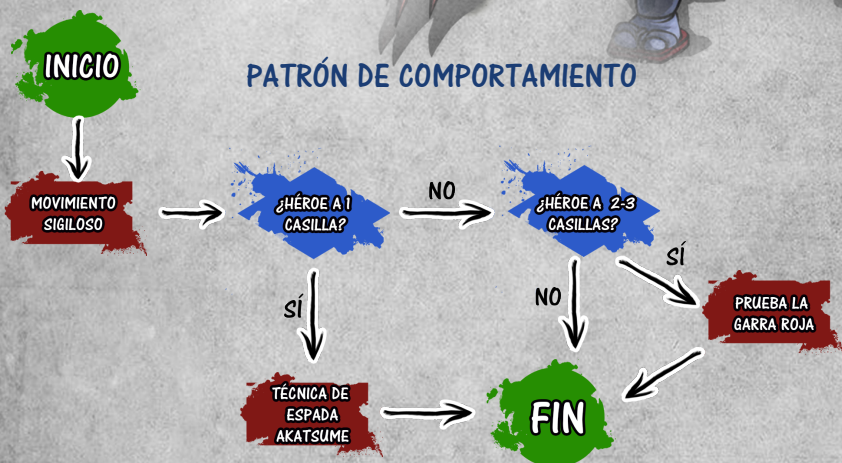 INICIO
PATRÓN DE COMPORTAMIENTO
MOVIMIENTO
SIGILOSO
¿HÉROE A 1
CASILLA?
NO
¿HÉROE A 2-3
CASILLAS?
SÍ
NO
SÍ
PRUEBA LA
GARRA ROJA
TÉCNICA DE
ESPADA
AKATSUME
FIN